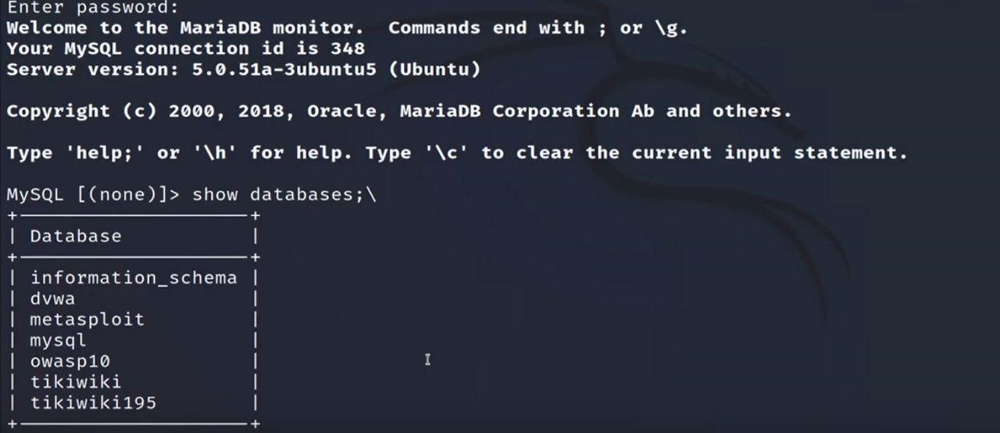 Enter password:
Welcome to the MariaDB monitor.  Commands end with ; or \g.
Your MySQL connection id is 348
Server version: 5.0.51a-3ubuntu5 (Ubuntu)
Copyright (c) 2000, 2018, Oracle, MariaDB Corporation Ab and others.
Type 'help;' or '\h' for help. Type '\c' to clear the current input statement.
MySQL [(none)]> show databases;\
+--------------------+
| Database           |
+--------------------+
| information_schema |
| dvwa               |
| metasploit         |
| mysql              |
| owasp10            |
| tikiwiki           |
| tikiwiki195        |
+--------------------+